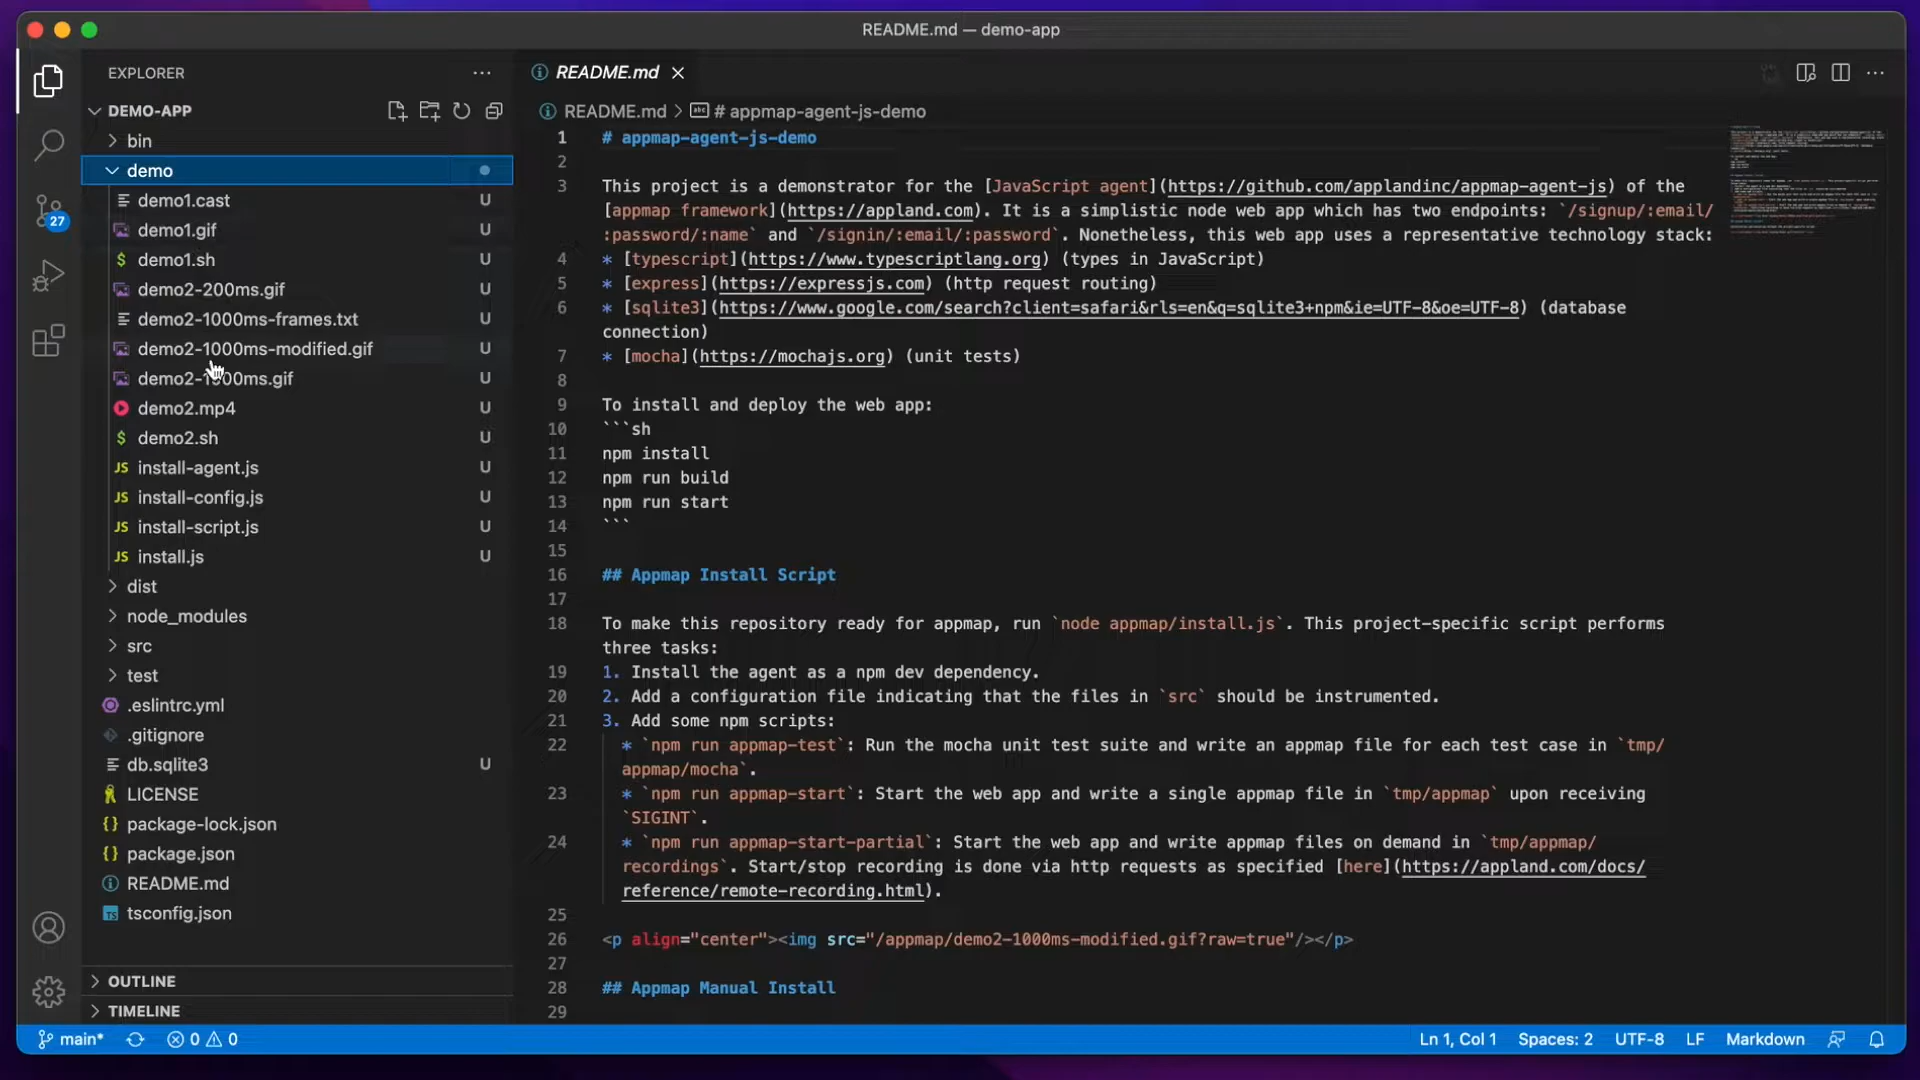 README.md — demo-app
EXPLORER
DEMO-APP
bin
demo
demo1.cast U
demo1.gif U
demo1.sh U
demo2-200ms.gif U
demo2-1000ms-frames.txt U
demo2-1000ms-modified.gif U
demo2-1000ms.gif U
demo2.mp4 U
demo2.sh U
install-agent.js U
install-config.js U
install-script.js U
install.js U
dist
node_modules
src
test
.eslintrc.yml
.gitignore
db.sqlite3 U
LICENSE
package-lock.json
package.json
README.md
tsconfig.json
OUTLINE
TIMELINE
27
README.md
README.md > # appmap-agent-js-demo
1 # appmap-agent-js-demo
2
3 This project is a demonstrator for the [JavaScript agent](https://github.com/applandinc/appmap-agent-js) of the
[appmap framework](https://appland.com). It is a simplistic node web app which has two endpoints: `/signup/:email/
:password/:name` and `/signin/:email/:password`. Nonetheless, this web app uses a representative technology stack:
4 * [typescript](https://www.typescriptlang.org) (types in JavaScript)
5 * [express](https://expressjs.com) (http request routing)
6 * [sqlite3](https://www.google.com/search?client=safari&rls=en&q=sqlite3+npm&ie=UTF-8&oe=UTF-8) (database
connection)
7 * [mocha](https://mochajs.org) (unit tests)
8
9 To install and deploy the web app:
10 ```sh
11 npm install
12 npm run build
13 npm run start
14 ```
15
16 ## Appmap Install Script
17
18 To make this repository ready for appmap, run `node appmap/install.js`. This project-specific script performs
three tasks:
19 1. Install the agent as a npm dev dependency.
20 2. Add a configuration file indicating that the files in `src` should be instrumented.
21 3. Add some npm scripts:
22 * `npm run appmap-test`: Run the mocha unit test suite and write an appmap file for each test case in `tmp/
appmap/mocha`.
23 * `npm run appmap-start`: Start the web app and write a single appmap file in `tmp/appmap` upon receiving
`SIGINT`.
24 * `npm run appmap-start-partial`: Start the web app and write appmap files on demand in `tmp/appmap/
recordings`. Start/stop recording is done via http requests as specified [here](https://appland.com/docs/
reference/remote-recording.html).
25
26 <p align="center"><img src="/appmap/demo2-1000ms-modified.gif?raw=true"/></p>
27
28 ## Appmap Manual Install
29
main* 0 0 Ln 1, Col 1 Spaces: 2 UTF-8 LF Markdown